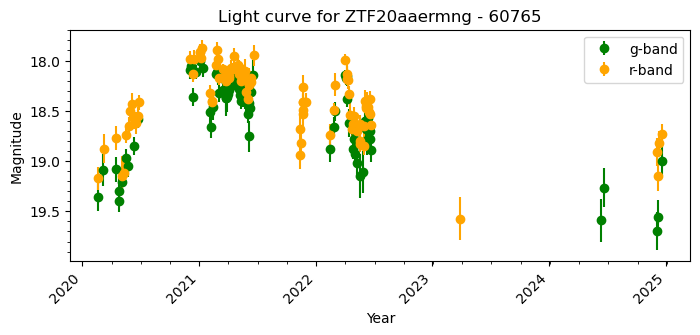 Light curve for ZTF20aaermng - 60765
g-band
r-band
18.0
18.5
19.0
19.5
Magnitude
2020
2021
2022
2023
2024
2025
Year